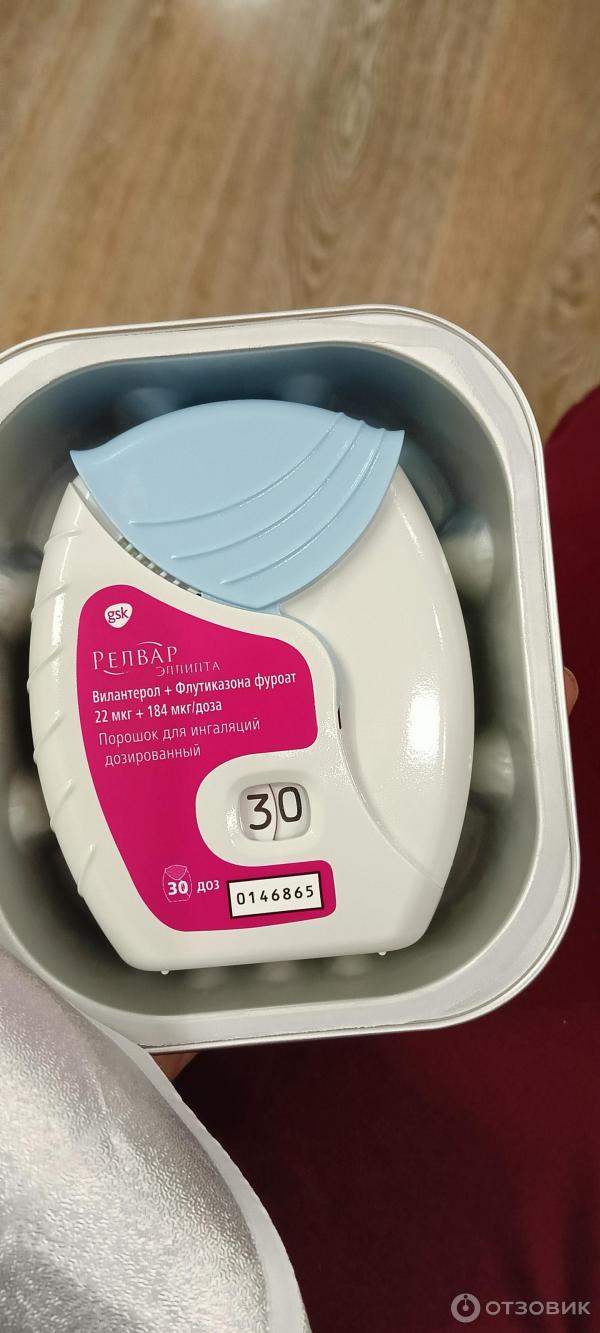 gsk
РЕЛВАР
ЭЛЛИПТА
Вилантерол + Флутиказона фуроат
22 мкг + 184 мкг/доза
Порошок для ингаляций
дозированный
30
30 доз
0146865
ОТЗОВИК